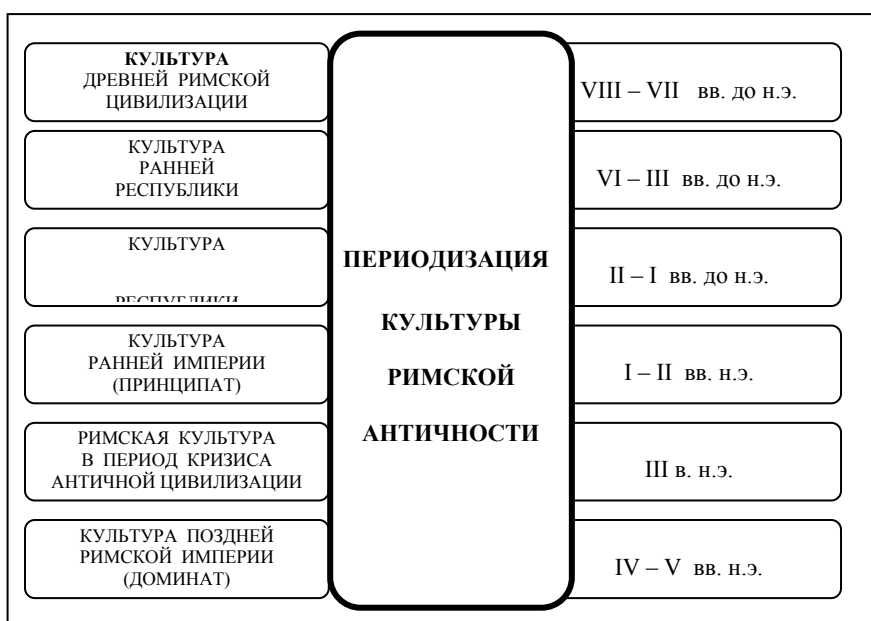 КУЛЬТУРА
ДРЕВНЕЙ РИМСКОЙ
ЦИВИЛИЗАЦИИ
VIII – VII вв. до н.э.
КУЛЬТУРА
РАННЕЙ
РЕСПУБЛИКИ
VI – III вв. до н.э.
КУЛЬТУРА
РЕСПУБЛИКИ
II – I вв. до н.э.
КУЛЬТУРА
РАННЕЙ ИМПЕРИИ
(ПРИНЦИПАТ)
I – II вв. н.э.
РИМСКАЯ КУЛЬТУРА
В ПЕРИОД КРИЗИСА
АНТИЧНОЙ ЦИВИЛИЗАЦИИ
III в. н.э.
КУЛЬТУРА ПОЗДНЕЙ
РИМСКОЙ ИМПЕРИИ
(ДОМИНАТ)
IV – V вв. н.э.
ПЕРИОДИЗАЦИЯ
КУЛЬТУРЫ
РИМСКОЙ
АНТИЧНОСТИ